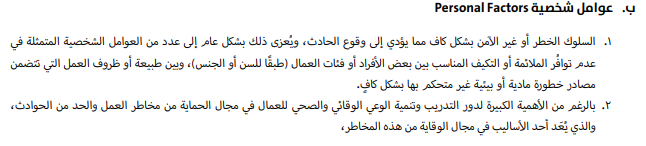 ب. عوامل شخصية Personal Factors
١. السلوك الخطر أو غير الآمن بشكل كاف مما يؤدي إلى وقوع الحادث، ويُعزى ذلك بشكل عام إلى عدد من العوامل الشخصية المتمثلة في
عدم توافُر الملائمة أو التكيف المناسب بين بعض الأفراد أو فئات العمال (طبقًا للسن أو الجنس)، وبين طبيعة أو ظروف العمل التي تتضمن
مصادر خطورة مادية أو بيئية غير متحكم بها بشكل كافٍ.
٢. بالرغم من الأهمية الكبيرة لدور التدريب وتنمية الوعي الوقائي والصحي للعمال في مجال الحماية من مخاطر العمل والحد من الحوادث،
والذي يُعَد أحد الأساليب في مجال الوقاية من هذه المخاطر،